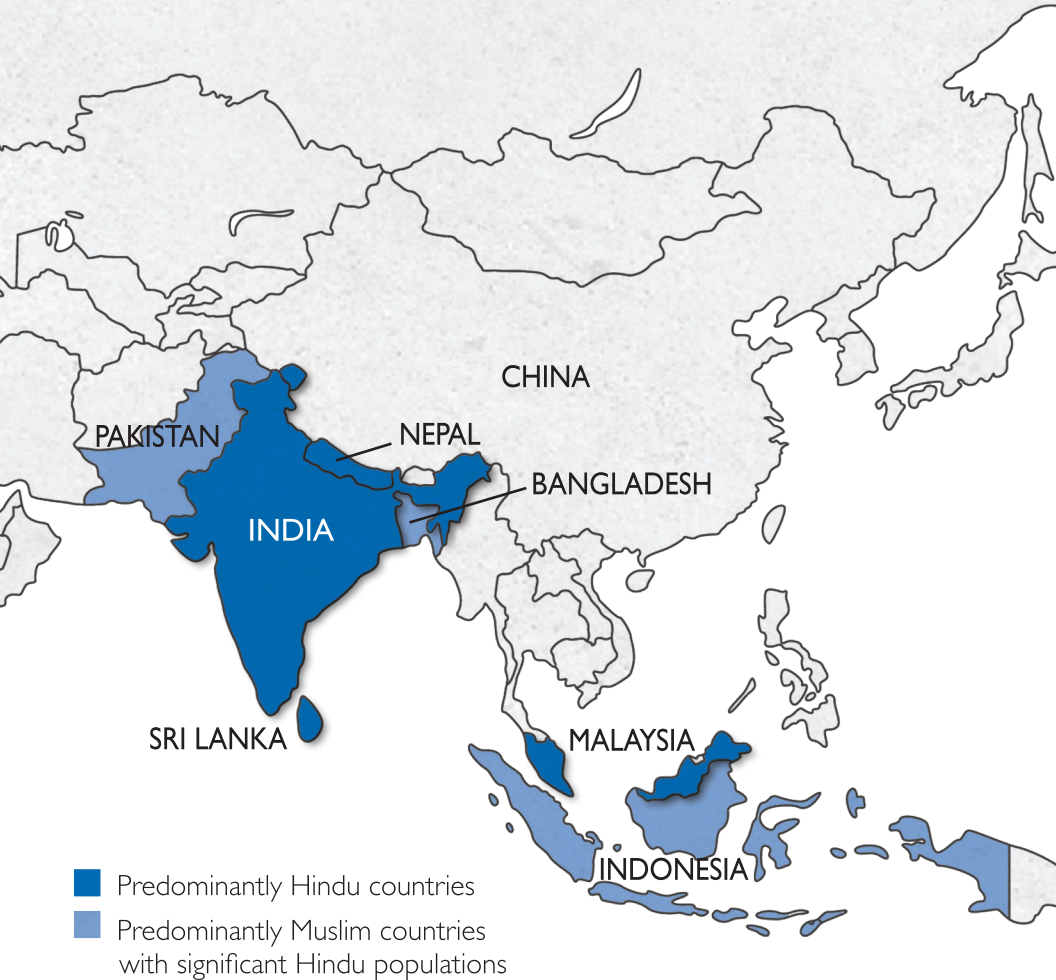 CHINA
PAKISTAN
NEPAL
BANGLADESH
INDIA
SRI LANKA
MALAYSIA
INDONESIA
Predominantly Hindu countries
Predominantly Muslim countries
with significant Hindu populations